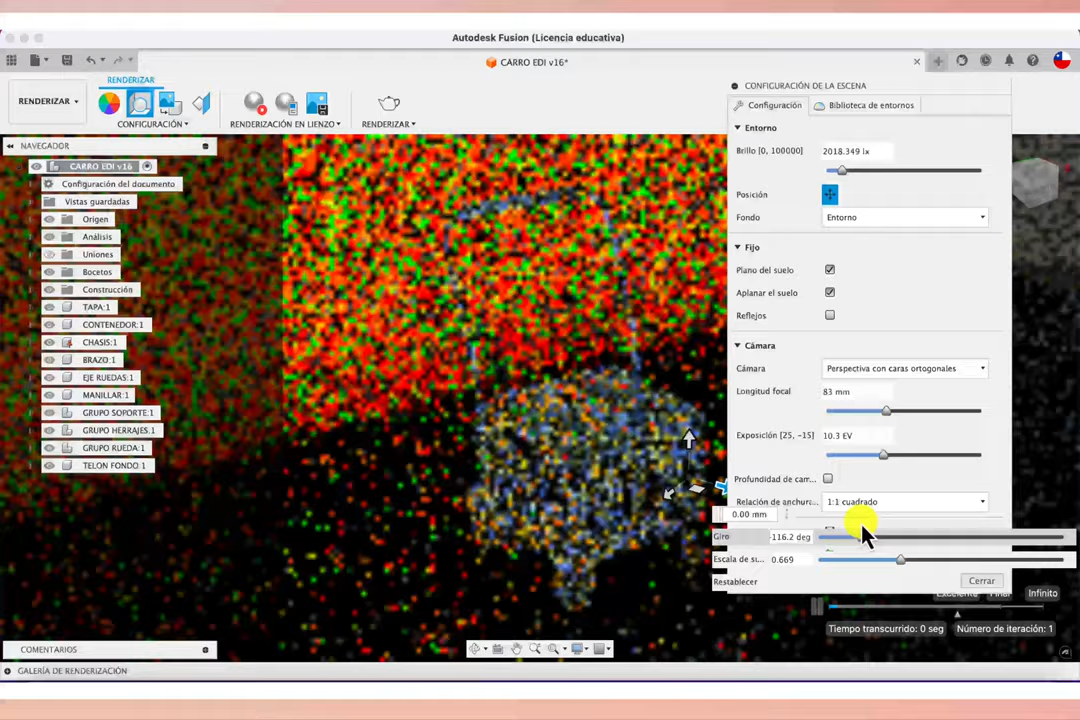 Autodesk Fusion (Licencia educativa)
CARRO EDI v16*
RENDERIZAR
RENDERIZAR
CONFIGURACIÓN
RENDERIZACIÓN EN LIENZO
RENDERIZAR
NAVEGADOR
CARRO EDI v16
Configuración del documento
Vistas guardadas
Origen
Análisis
Uniones
Bocetos
Construcción
TAPA:1
CONTENEDOR:1
CHASIS:1
BRAZO:1
EJE RUEDAS:1
MANILLAR:1
GRUPO SOPORTE:1
GRUPO HERRAJES:1
GRUPO RUEDA:1
TELON FONDO:1
CONFIGURACIÓN DE LA ESCENA
Configuración
Biblioteca de entornos
Entorno
Brillo [0, 100000] 2018.349 lx
Posición
Fondo Entorno
Fijo
Plano del suelo
Aplanar el suelo
Reflejos
Cámara
Cámara Perspectiva con caras ortogonales
Longitud focal 83 mm
Exposición [25, -15] 10.3 EV
Profundidad de cam...
Relación de anchura... 1:1 cuadrado
0.00 mm
Giro -116.2 deg
Escala de su... 0.669
Restablecer
Cerrar
Excelente Final Infinito
Tiempo transcurrido: 0 seg Número de iteración: 1
COMENTARIOS
GALERÍA DE RENDERIZACIÓN